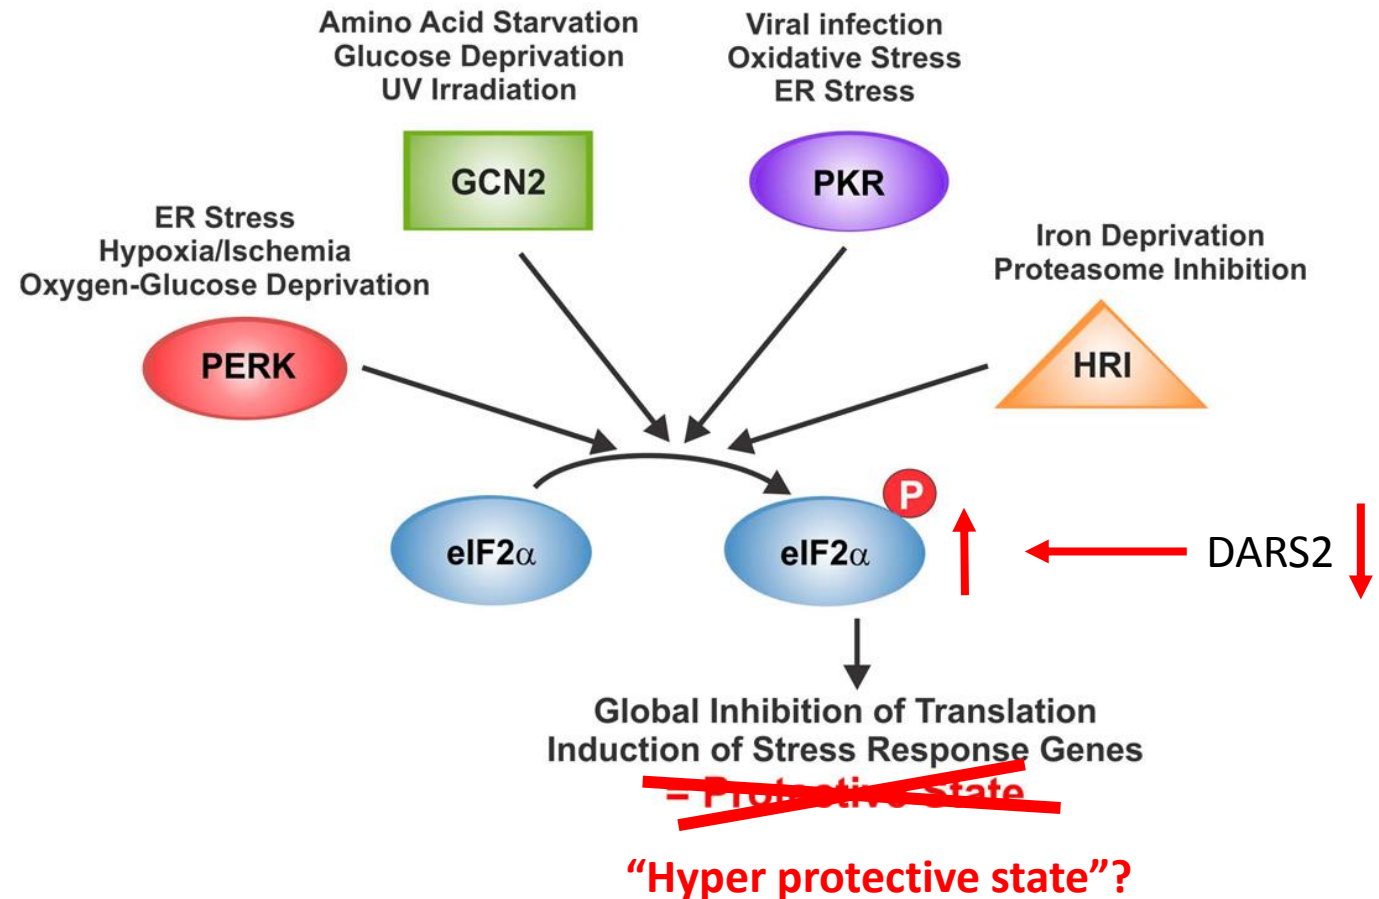 Amino Acid Starvation
Glucose Deprivation
UV Irradiation
Viral infection
Oxidative Stress
ER Stress
GCN2
PKR
ER Stress
Hypoxia/Ischemia
Oxygen-Glucose Deprivation
Iron Deprivation
Proteasome Inhibition
PERK
HRI
P
eIF2α
eIF2α
DARS2
Global Inhibition of Translation
Induction of Stress Response Genes
= Protective State
“Hyper protective state”?